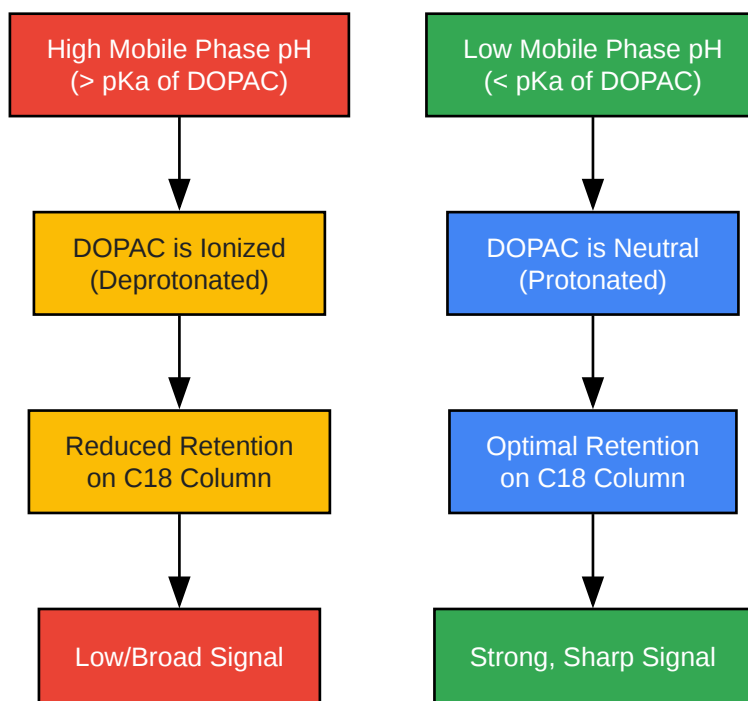 High Mobile Phase pH
(> pKa of DOPAC)
Low Mobile Phase pH
(< pKa of DOPAC)
DOPAC is Ionized
(Deprotonated)
DOPAC is Neutral
(Protonated)
Reduced Retention
on C18 Column
Optimal Retention
on C18 Column
Low/Broad Signal
Strong, Sharp Signal